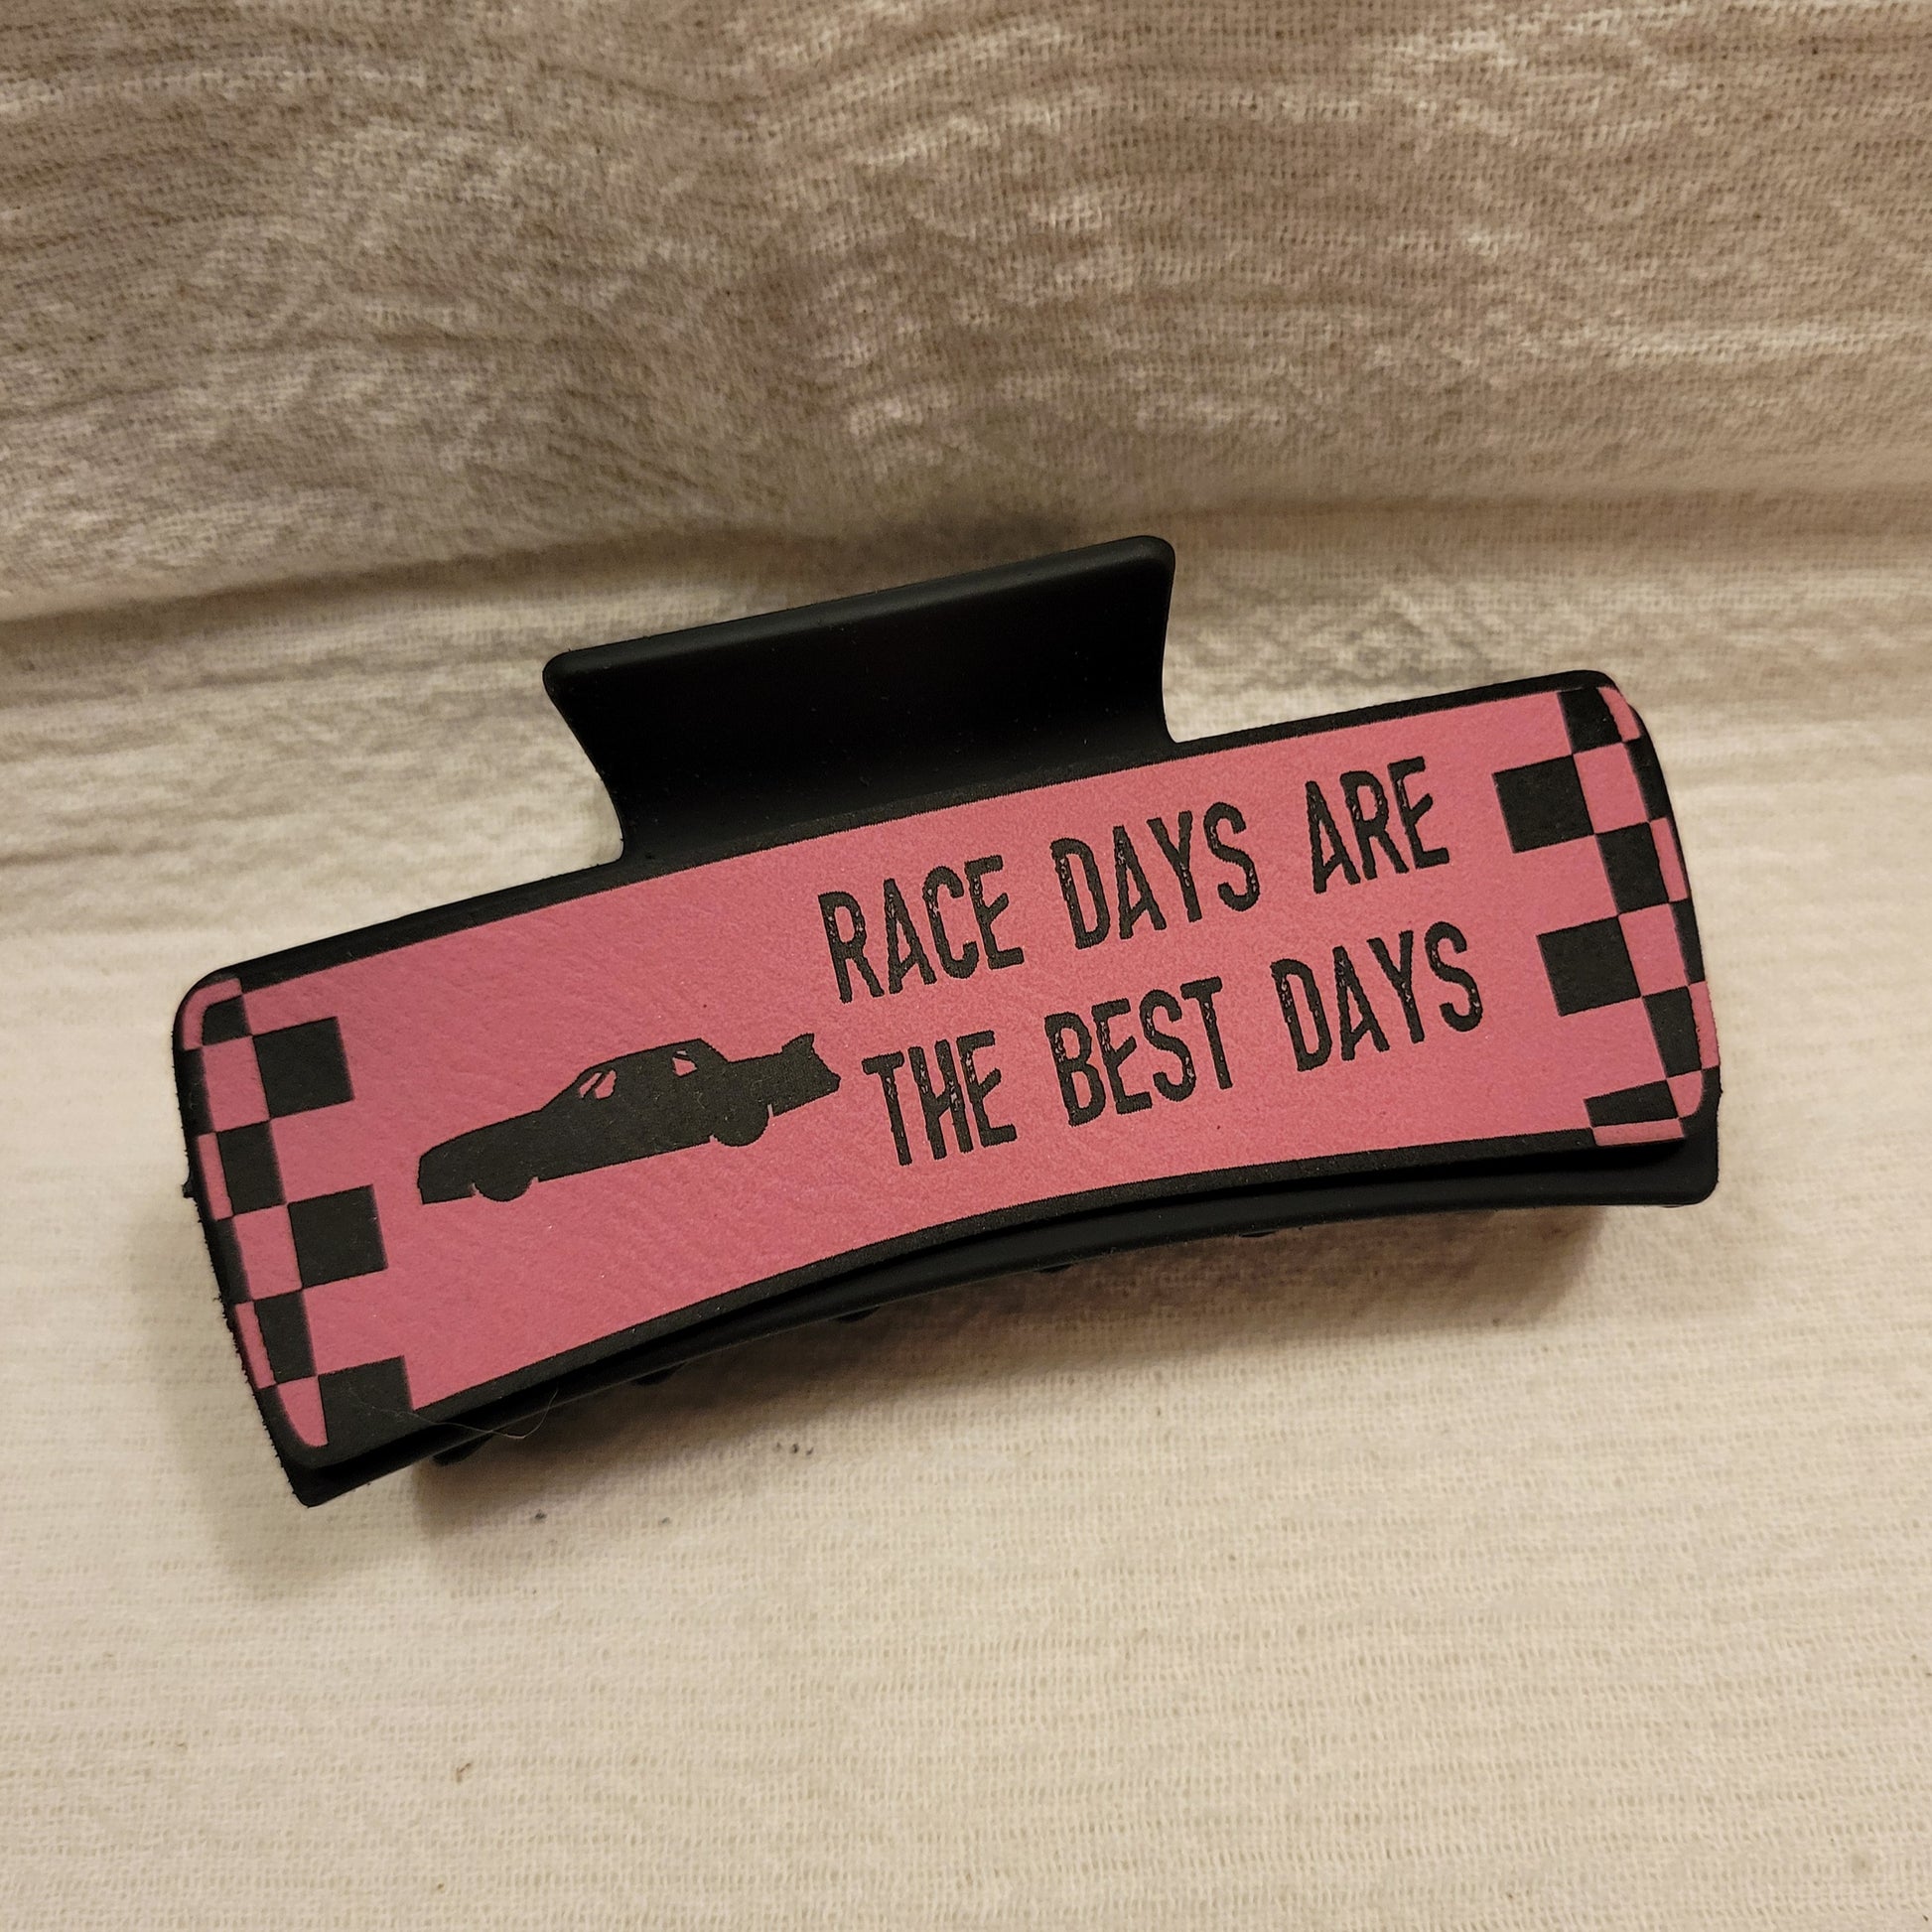 RACE DAYS ARE
THE BEST DAYS